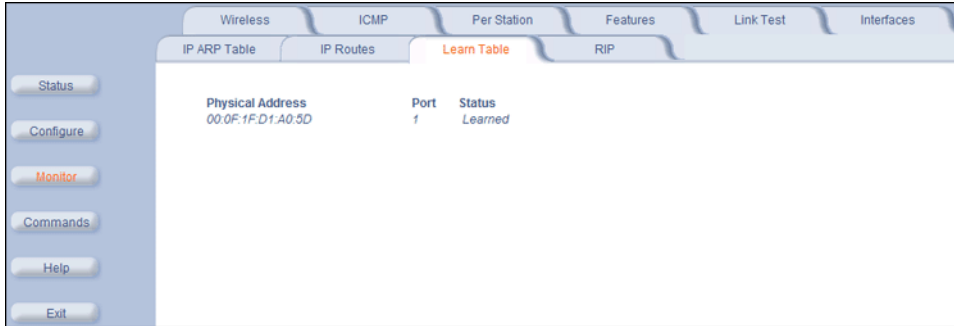 Wireless ICMP Per Station Features Link Test Interfaces
IP ARP Table IP Routes Learn Table RIP
Status
Physical Address Port Status
00:0F:1F:D1:A0:5D 1 Learned
Configure
Monitor
Commands
Help
Exit